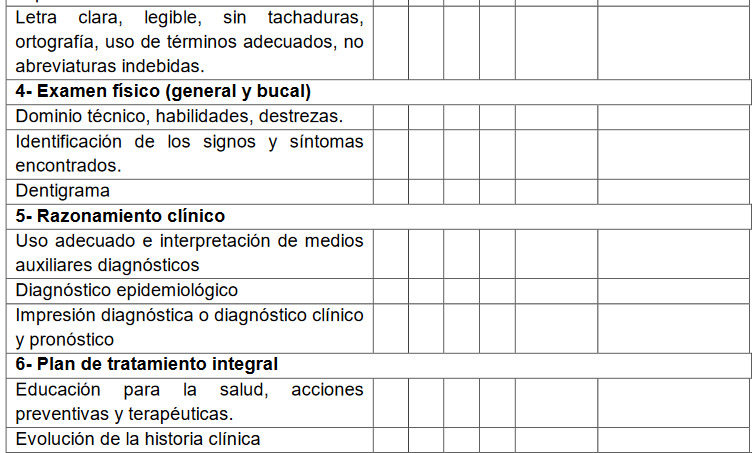 Letra clara, legible, sin tachaduras,
ortografía, uso de términos adecuados, no
abreviaturas indebidas.
4- Examen físico (general y bucal)
Dominio técnico, habilidades, destrezas.
Identificación de los signos y síntomas
encontrados.
Dentigrama
5- Razonamiento clínico
Uso adecuado e interpretación de medios
auxiliares diagnósticos
Diagnóstico epidemiológico
Impresión diagnóstica o diagnóstico clínico
y pronóstico
6- Plan de tratamiento integral
Educación para la salud, acciones
preventivas y terapéuticas.
Evolución de la historia clínica